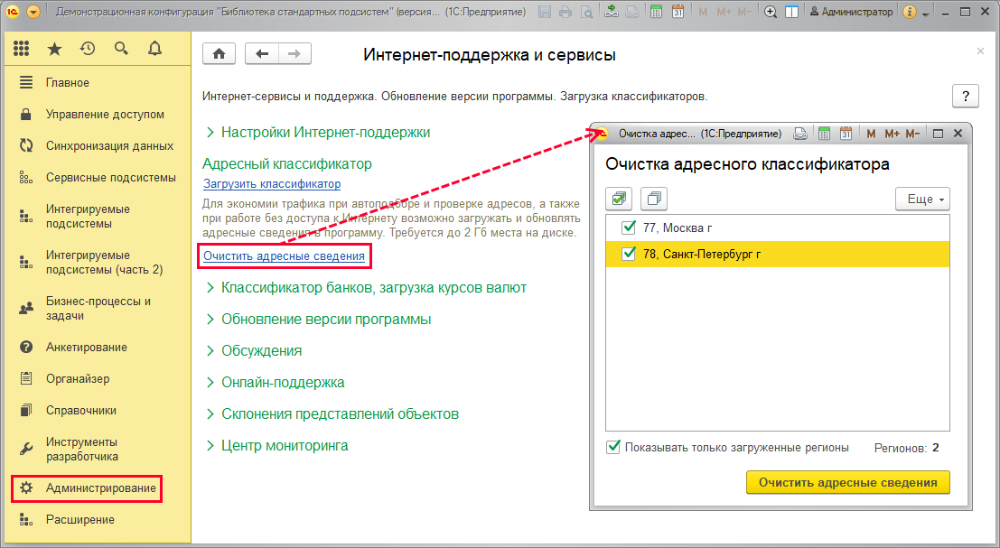 Демонстрационная конфигурация "Библиотека стандартных подсистем" (версия... (1С:Предприятие)
31
M M+ M-
Администратор
Главное
Управление доступом
Синхронизация данных
Сервисные подсистемы
Интегрируемые
подсистемы
Интегрируемые
подсистемы (часть 2)
Бизнес-процессы и
задачи
Анкетирование
Органайзер
Справочники
Инструменты
разработчика
Администрирование
Расширение
Интернет-поддержка и сервисы
Интернет-сервисы и поддержка. Обновление версии программы. Загрузка классификаторов.
?
Настройки Интернет-поддержки
Адресный классификатор
Загрузить классификатор
Для экономии трафика при автоподборе и проверке адресов, а также
при работе без доступа к Интернету возможно загружать и обновлять
адресные сведения в программу. Требуется до 2 Гб места на диске.
Очистить адресные сведения
Классификатор банков, загрузка курсов валют
Обновление версии программы
Обсуждения
Онлайн-поддержка
Склонения представлений объектов
Центр мониторинга
Очистка адрес... (1С:Предприятие)
31
M M+ M-
Очистка адресного классификатора
Еще
77, Москва г
78, Санкт-Петербург г
Показывать только загруженные регионы
Регионов: 2
Очистить адресные сведения